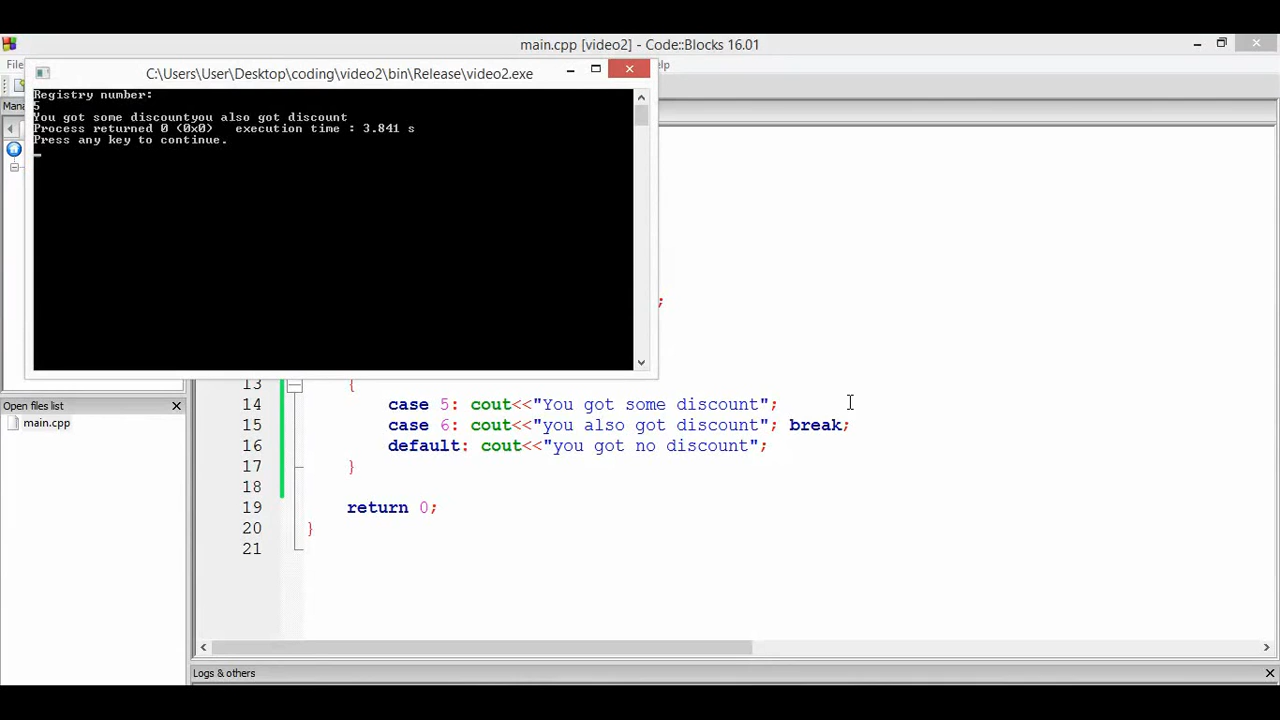 main.cpp [video2] - Code::Blocks 16.01
C:\Users\User\Desktop\coding\video2\bin\Release\video2.exe
Registry number:
5
You got some discountyou also got discount
Process returned 0 (0x0)   execution time : 3.841 s
Press any key to continue.
;
13 {
14 case 5: cout<<"You got some discount";
15 case 6: cout<<"you also got discount"; break;
16 default: cout<<"you got no discount";
17 }
18
19 return 0;
20 }
21
Open files list
main.cpp
Logs & others